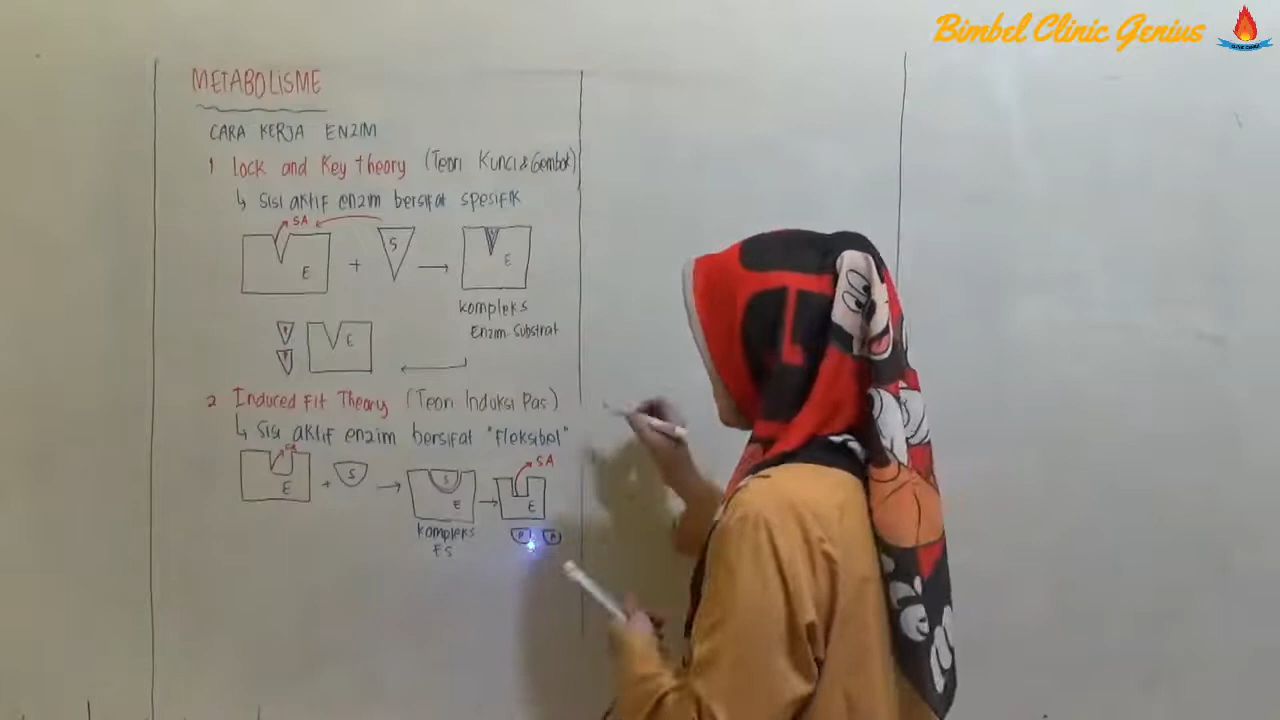 Bimbel Clinic Genius
METABOLISME
CARA KERJA ENZIM
1 Lock and Key Theory (Teori Kunci & Gembok)
↳ Sisi aktif enzim bersifat spesifik
SA
E + S → E
kompleks
Enzim-Substrat
P
P
E
2 Induced Fit Theory (Teori Induksi Pas)
↳ Sisi aktif enzim bersifat "fleksibel"
SA
E + S → S E → E
kompleks
ES
P P